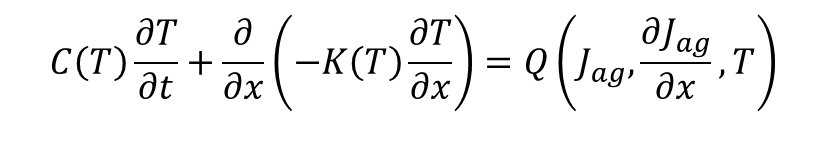 C(T) ∂T/∂t + ∂/∂x (−K(T) ∂T/∂x) = Q (J_ag, ∂J_ag/∂x , T)